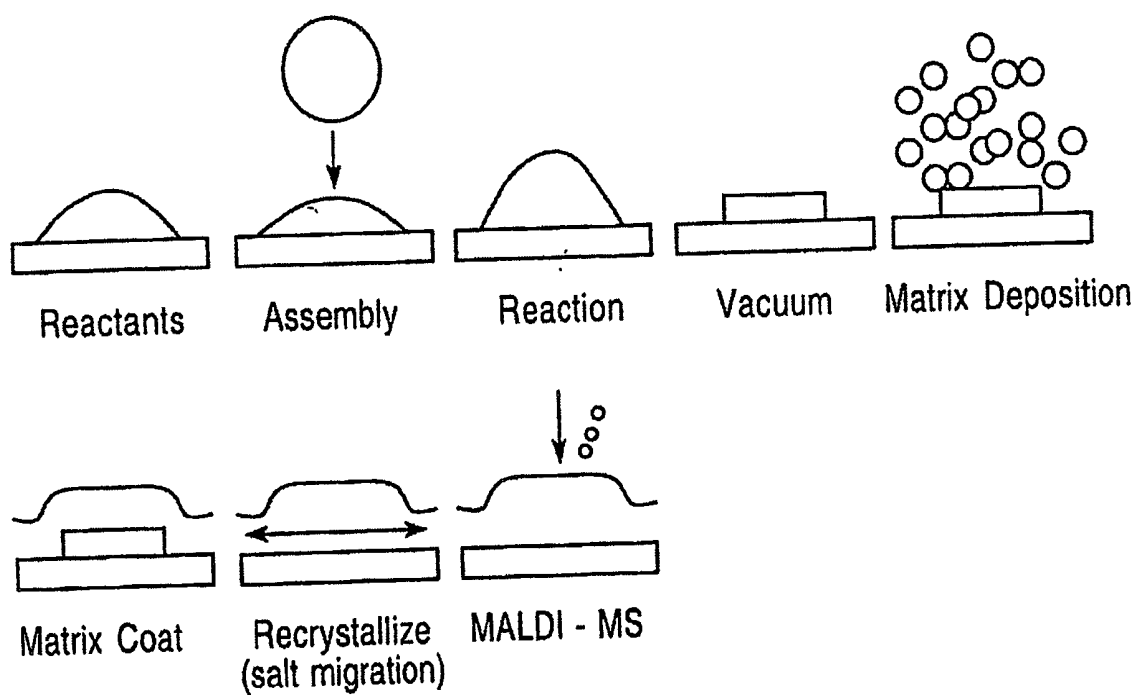 Reactants
Assembly
Reaction
Vacuum
Matrix Deposition
Matrix Coat
Recrystallize
(salt migration)
MALDI - MS